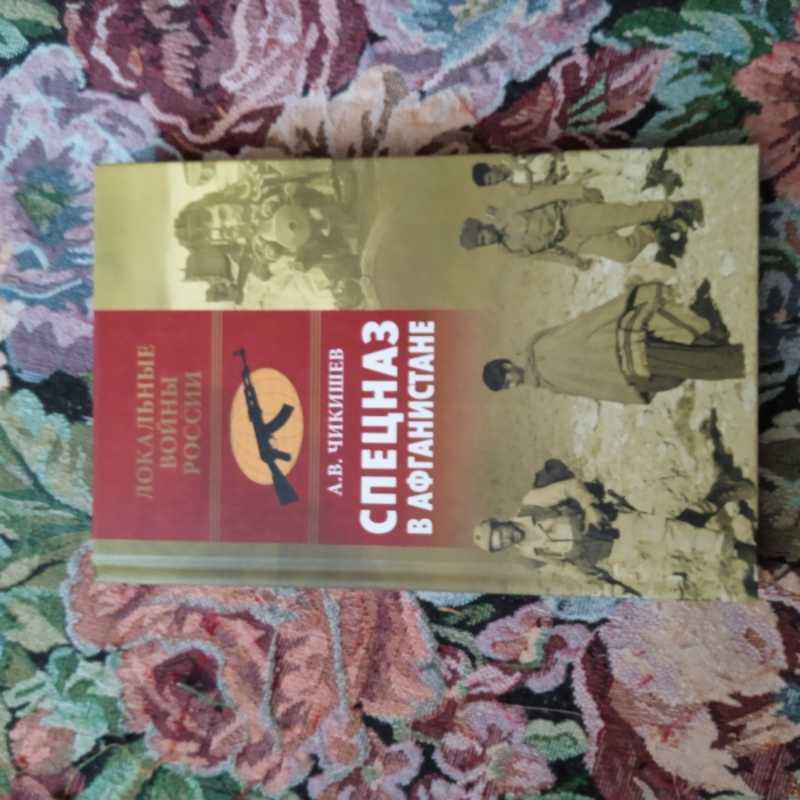 ЛОКАЛЬНЫЕ
ВОЙНЫ
РОССИИ
А.В. ЧИКИШЕВ
СПЕЦНАЗ
В АФГАНИСТАНЕ